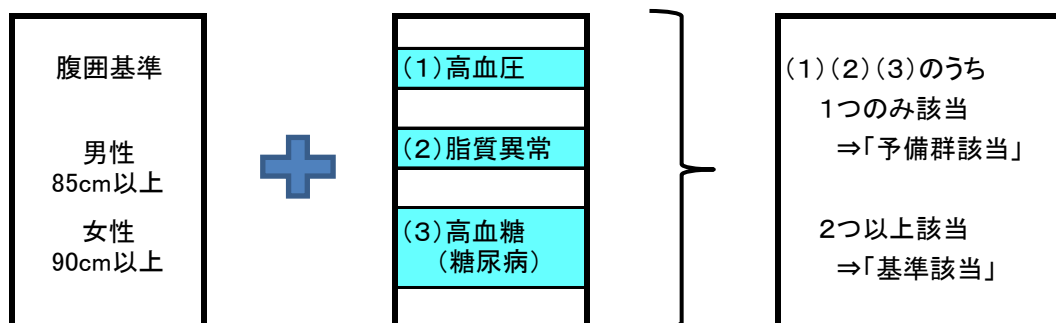 腹囲基準
男性
85cm以上
女性
90cm以上
(1)高血圧
(2)脂質異常
(3)高血糖
(糖尿病)
(1)(2)(3)のうち
1つのみ該当
⇒「予備群該当」
2つ以上該当
⇒「基準該当」